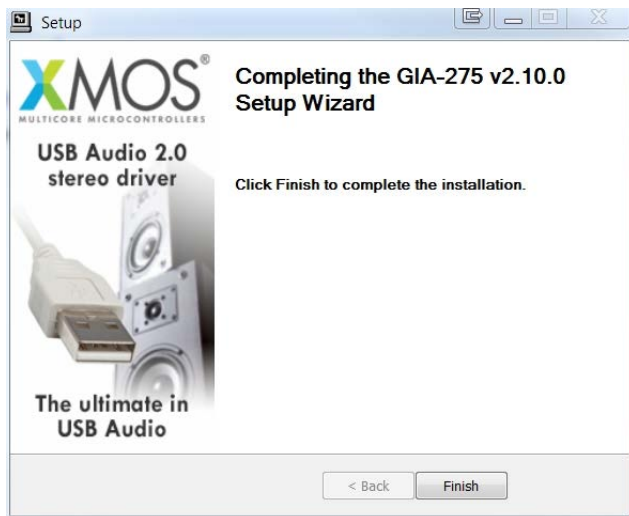 Setup
XMOS®
MULTICORE MICROCONTROLLERS
USB Audio 2.0
stereo driver
The ultimate in
USB Audio
Completing the GIA-275 v2.10.0
Setup Wizard
Click Finish to complete the installation.
< Back
Finish